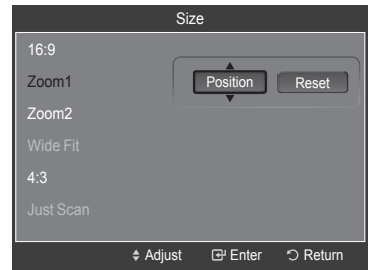 Size
16:9
Zoom1
Position Reset
Zoom2
Wide Fit
4:3
Just Scan
Adjust Enter Return